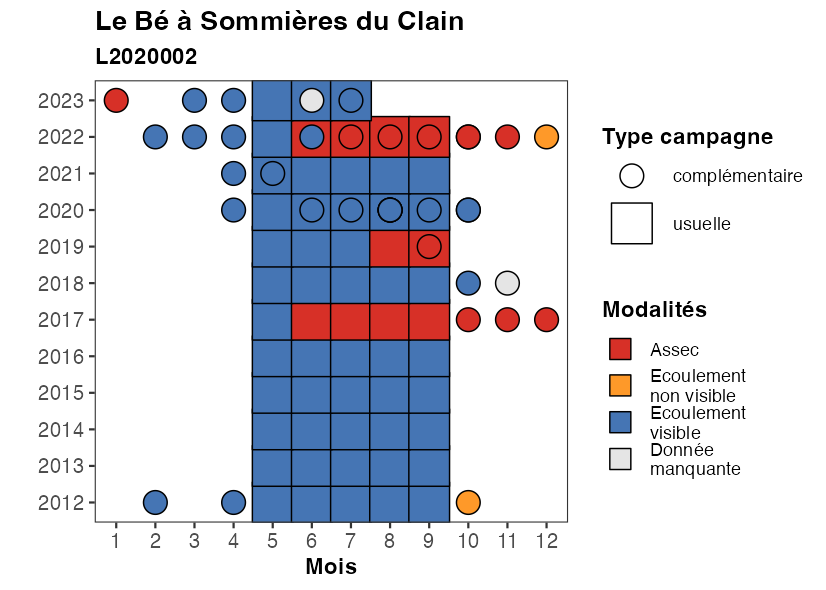 Le Bé à Sommières du Clain
L2020002
2023
2022
2021
2020
2019
2018
2017
2016
2015
2014
2013
2012
1 2 3 4 5 6 7 8 9 10 11 12
Mois
Type campagne
complémentaire
usuelle
Modalités
Assec
Ecoulement
non visible
Ecoulement
visible
Donnée
manquante